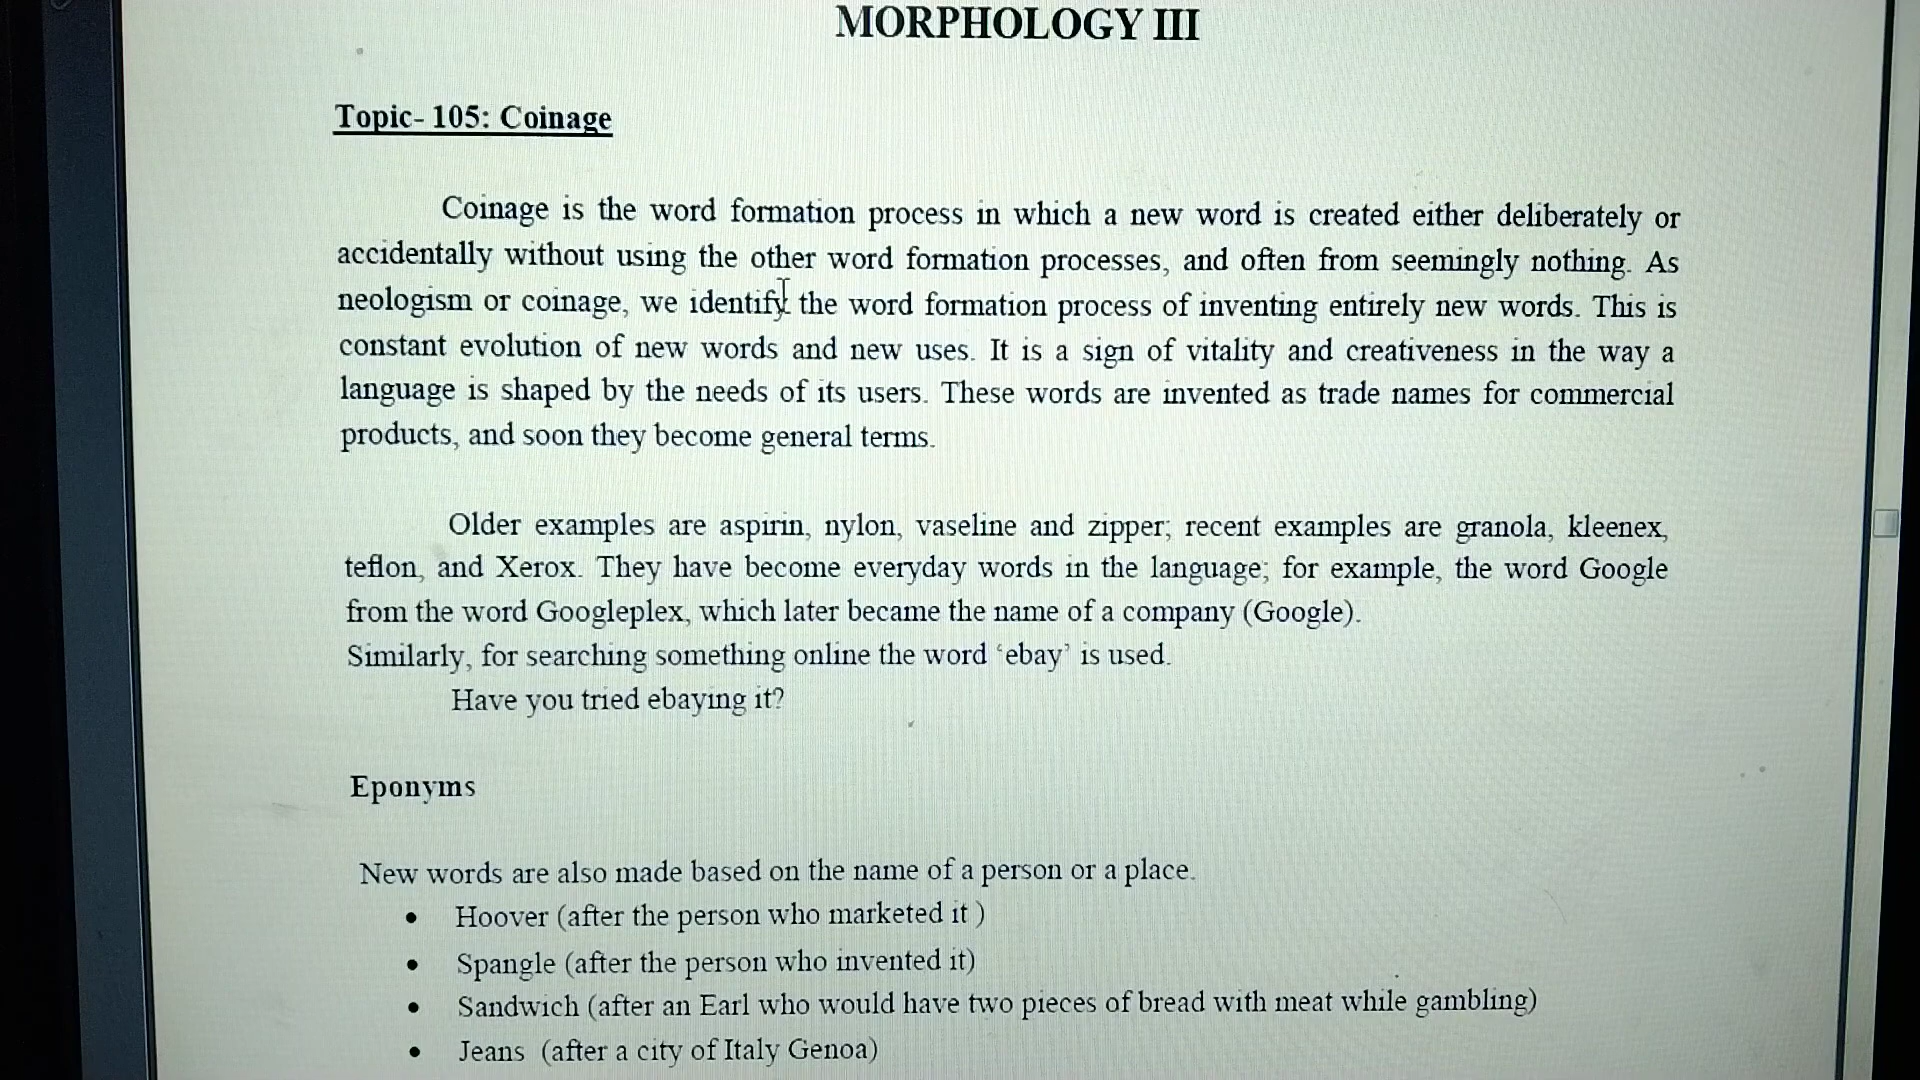 MORPHOLOGY III
Topic- 105: Coinage
Coinage is the word formation process in which a new word is created either deliberately or
accidentally without using the other word formation processes, and often from seemingly nothing. As
neologism or coinage, we identify the word formation process of inventing entirely new words. This is
constant evolution of new words and new uses. It is a sign of vitality and creativeness in the way a
language is shaped by the needs of its users. These words are invented as trade names for commercial
products, and soon they become general terms.
Older examples are aspirin, nylon, vaseline and zipper; recent examples are granola, kleenex,
teflon, and Xerox. They have become everyday words in the language; for example, the word Google
from the word Googleplex, which later became the name of a company (Google).
Similarly, for searching something online the word ‘ebay’ is used.
Have you tried ebaying it?
Eponyms
New words are also made based on the name of a person or a place.
• Hoover (after the person who marketed it )
• Spangle (after the person who invented it)
• Sandwich (after an Earl who would have two pieces of bread with meat while gambling)
• Jeans (after a city of Italy Genoa)